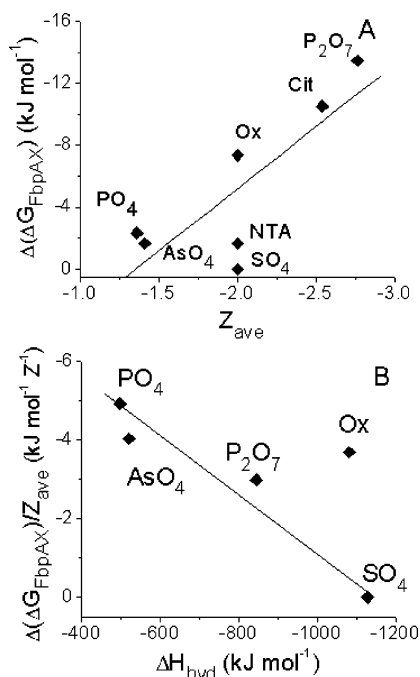 A
Δ(ΔG_FbpAX) (kJ mol⁻¹)
-16
-12
-8
-4
0
P₂O₇
Cit
Ox
PO₄
AsO₄
NTA
SO₄
-1.0 -1.5 -2.0 -2.5 -3.0
Z_ave
B
Δ(ΔG_FbpAX)/Z_ave (kJ mol⁻¹ Z⁻¹)
-6
-4
-2
0
PO₄
AsO₄
P₂O₇
Ox
SO₄
-400 -600 -800 -1000 -1200
ΔH_hyd (kJ mol⁻¹)